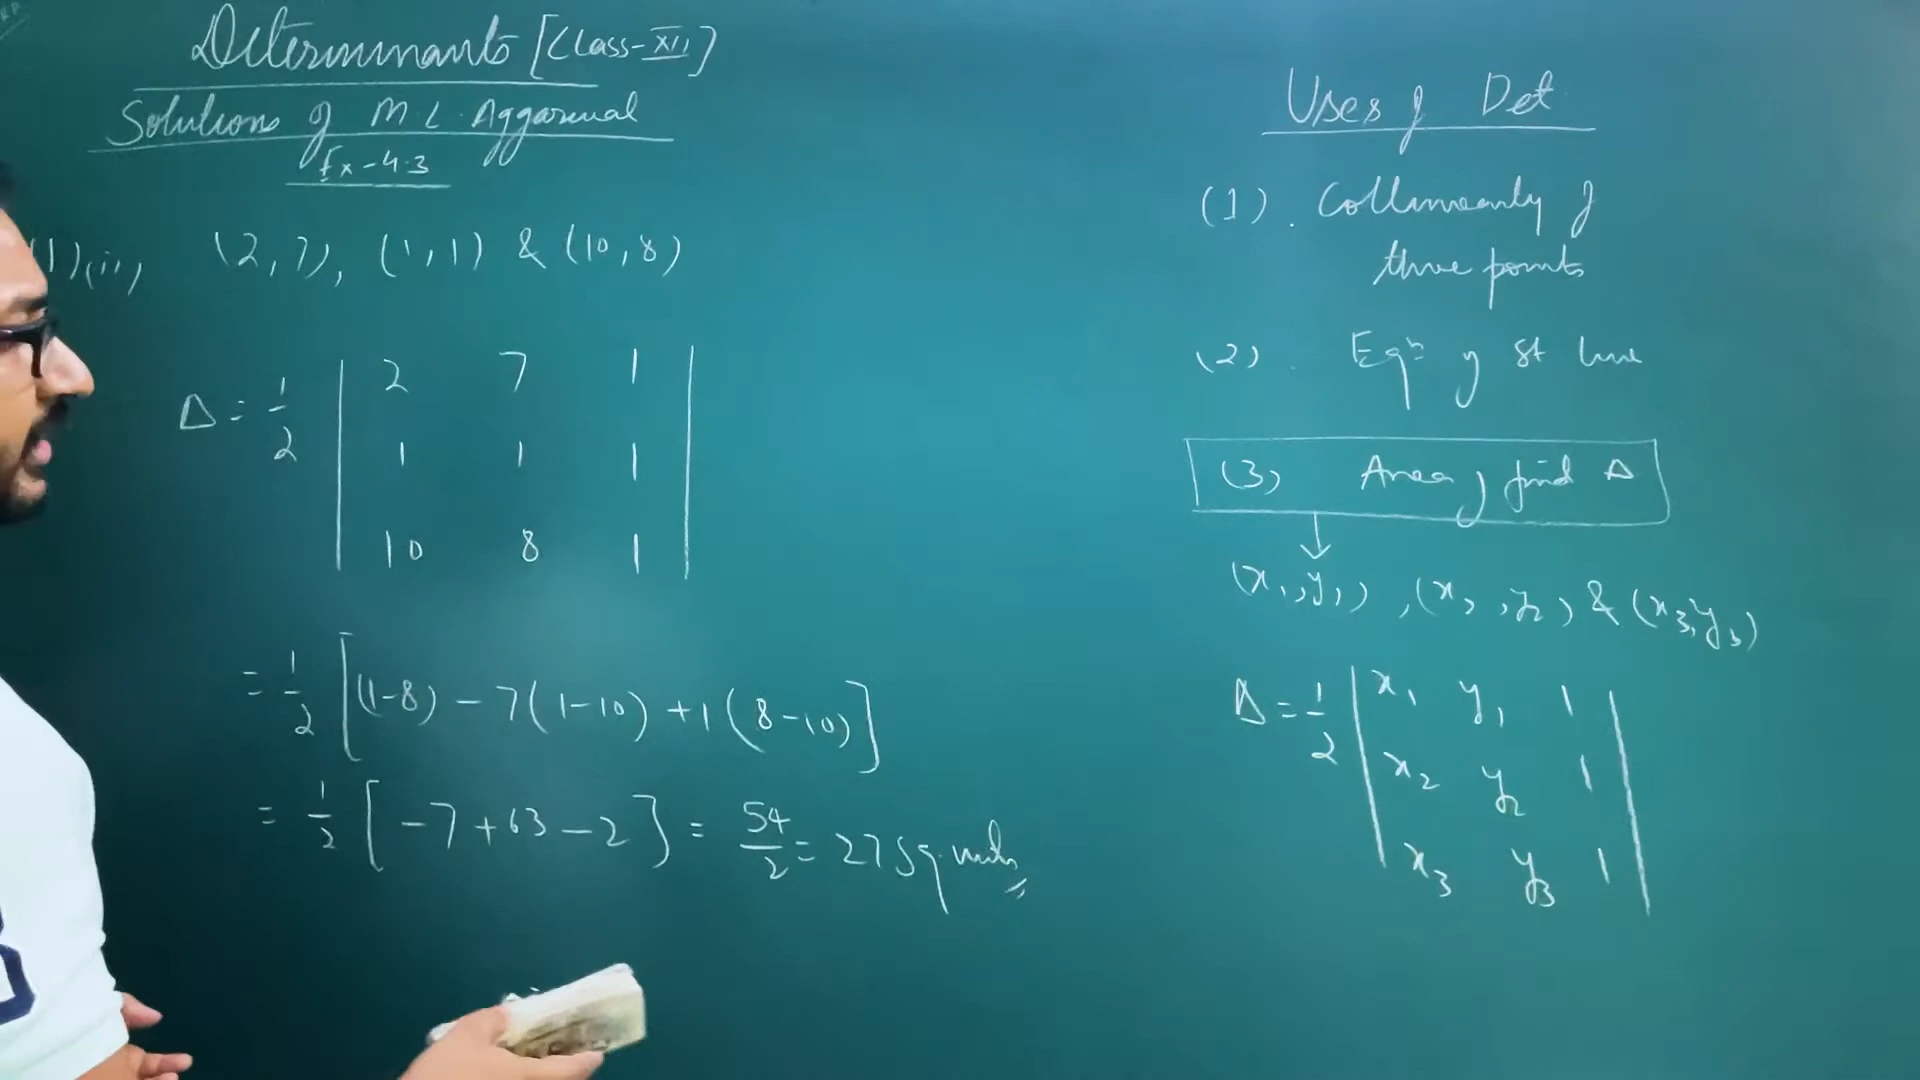 Determinants [Class-XII]
Solutions of M L Aggarwal
Ex-4.3
(1)(ii) (2,7), (1,1) & (10,8)
Δ = 1/2 | 2 7 1 |
| 1 1 1 |
| 10 8 1 |
= 1/2 [(1-8) - 7(1-10) + 1(8-10)]
= 1/2 [-7 + 63 - 2] = 54/2 = 27 Sq units
Uses of Det
(1). Collinearity of
three points
(2). Eqn of St line
(3) Area of find Δ
↓
(x₁,y₁), (x₂,y₂) & (x₃,y₃)
Δ = 1/2 | x₁ y₁ 1 |
| x₂ y₂ 1 |
| x₃ y₃ 1 |